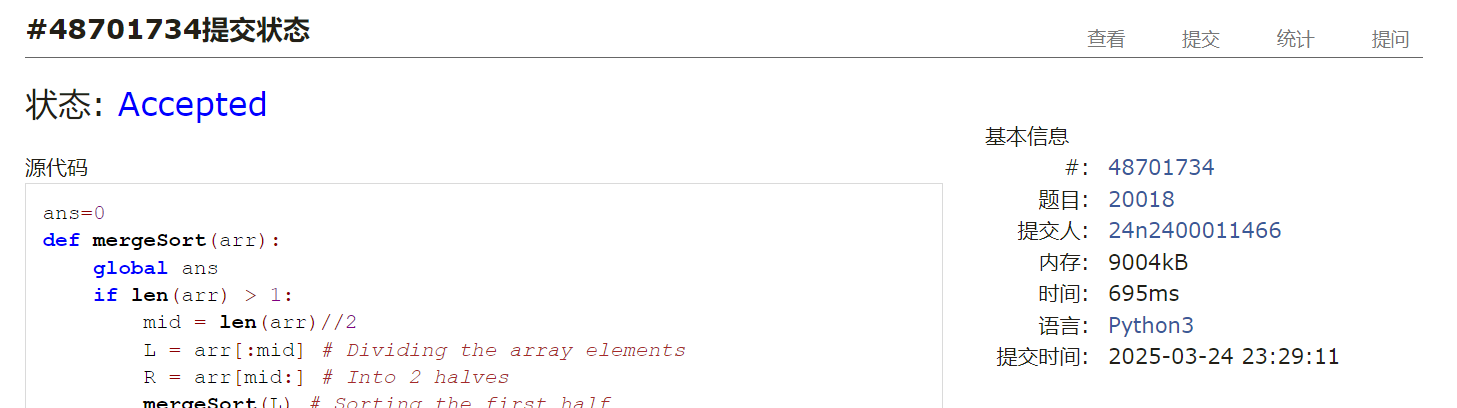 #48701734提交状态
查看 提交 统计 提问
状态: Accepted
源代码
ans=0
def mergeSort(arr):
    global ans
    if len(arr) > 1:
        mid = len(arr)//2
        L = arr[:mid] # Dividing the array elements
        R = arr[mid:] # Into 2 halves
        mergeSort(L) # Sorting the first half
基本信息
#: 48701734
题目: 20018
提交人: 24n2400011466
内存: 9004kB
时间: 695ms
语言: Python3
提交时间: 2025-03-24 23:29:11